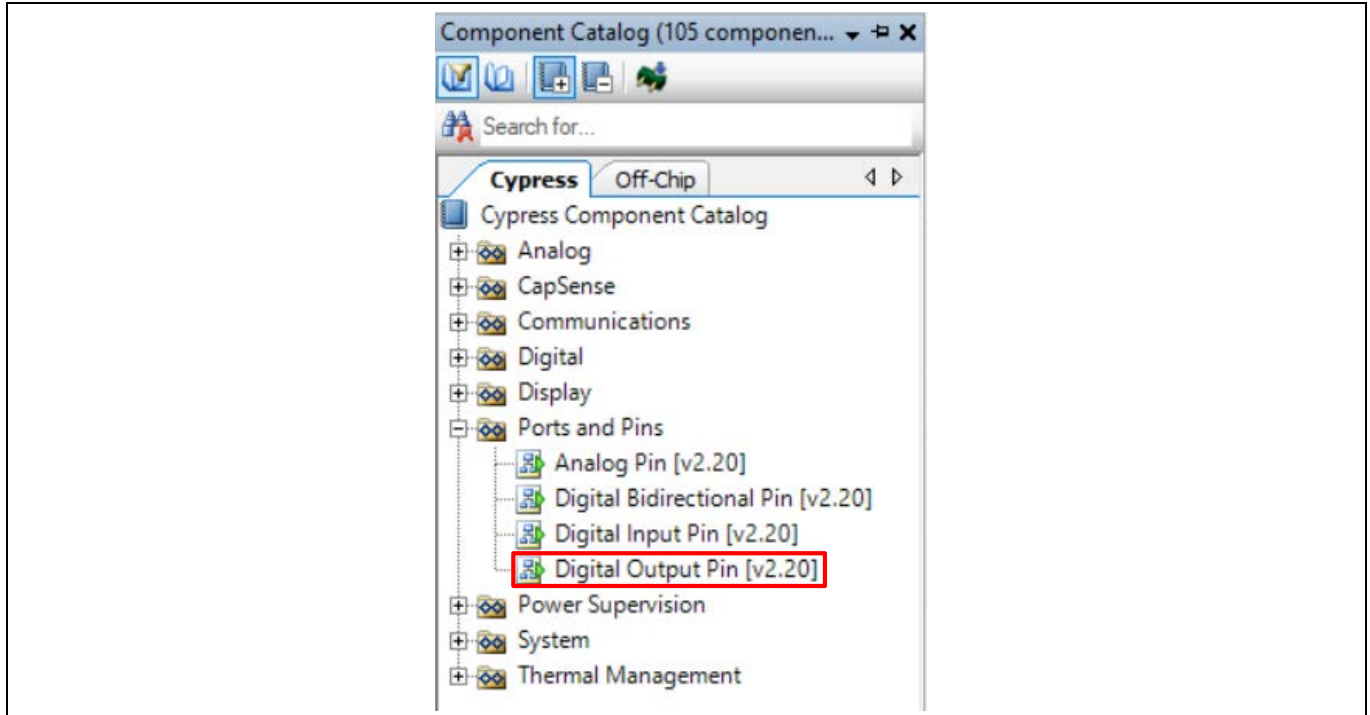 Component Catalog (105 componen...
Search for...
Cypress Off-Chip
Cypress Component Catalog
Analog
CapSense
Communications
Digital
Display
Ports and Pins
Analog Pin [v2.20]
Digital Bidirectional Pin [v2.20]
Digital Input Pin [v2.20]
Digital Output Pin [v2.20]
Power Supervision
System
Thermal Management